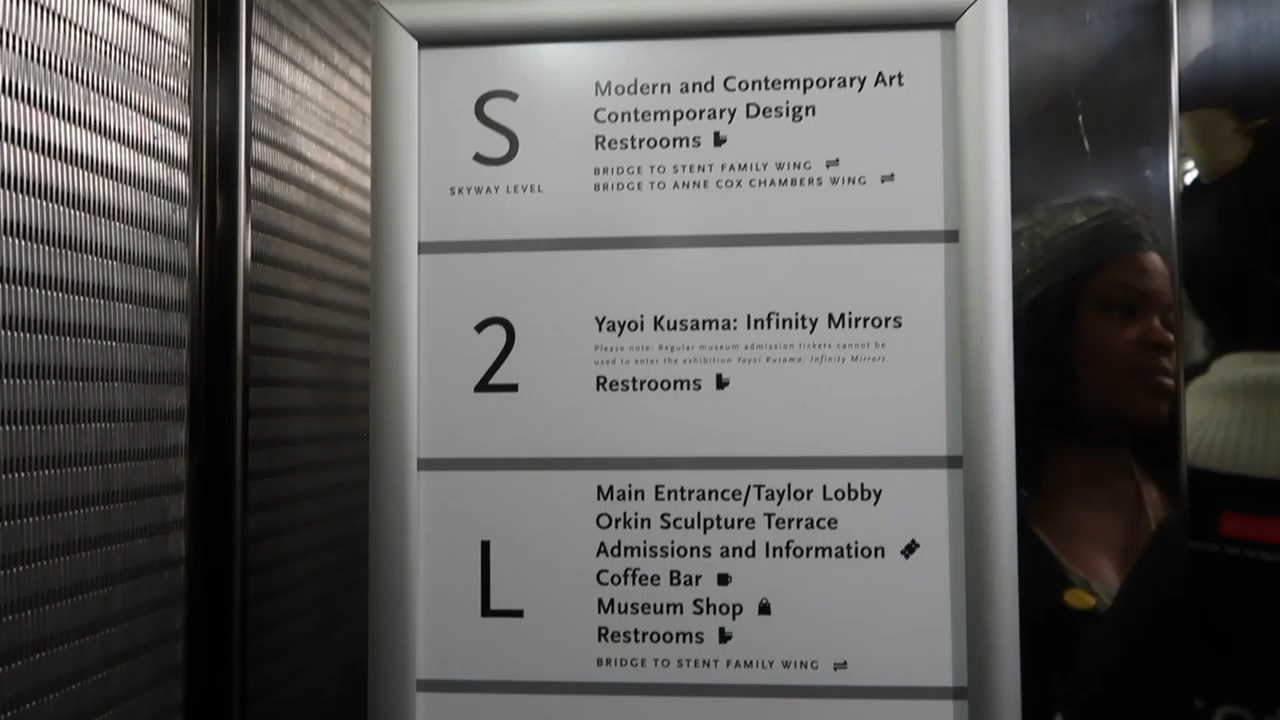 S
SKYWAY LEVEL
Modern and Contemporary Art
Contemporary Design
Restrooms
BRIDGE TO STENT FAMILY WING
BRIDGE TO ANNE COX CHAMBERS WING
2
Yayoi Kusama: Infinity Mirrors
Please note: Regular museum admission tickets cannot be
used to enter the exhibition Yayoi Kusama: Infinity Mirrors.
Restrooms
L
Main Entrance/Taylor Lobby
Orkin Sculpture Terrace
Admissions and Information
Coffee Bar
Museum Shop
Restrooms
BRIDGE TO STENT FAMILY WING